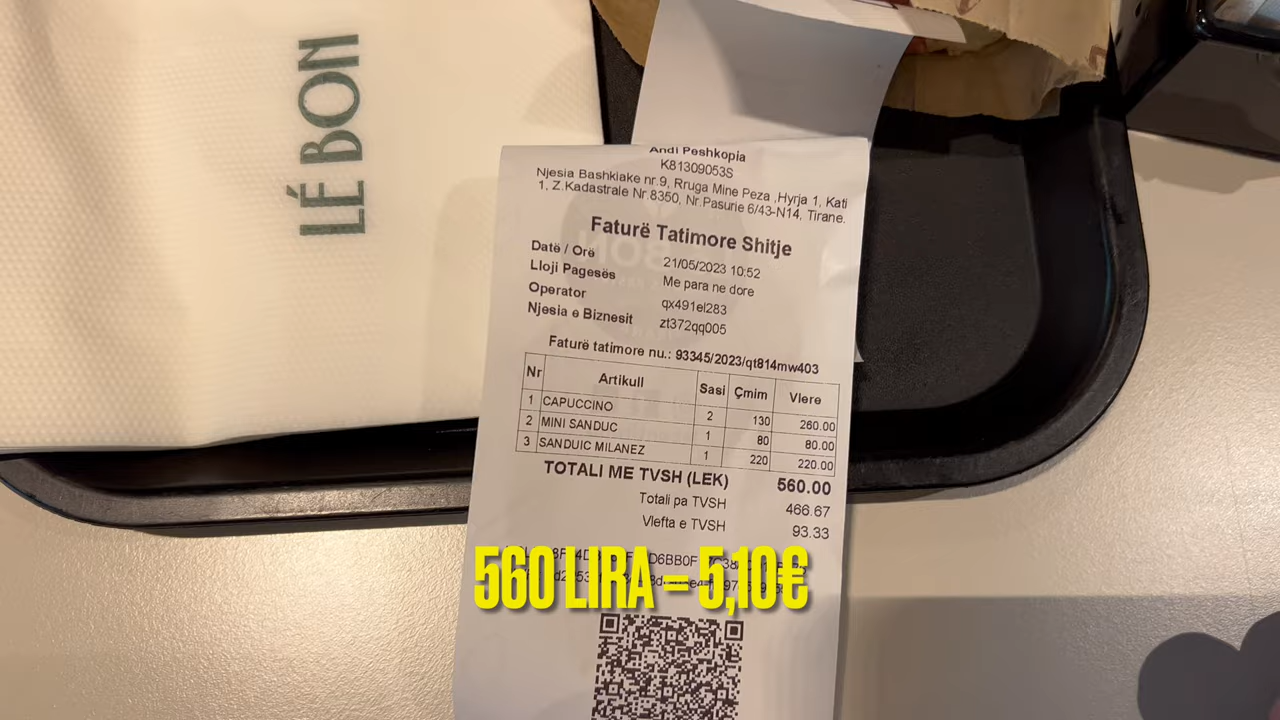 LÉ BON
Andi Peshkopia
K81309053S
Njesia Bashkiake nr.9, Rruga Mine Peza ,Hyrja 1, Kati
1, Z.Kadastrale Nr.8350, Nr.Pasurie 6/43-N14, Tirane.
Faturë Tatimore Shitje
Datë / Orë 21/05/2023 10:52
Lloji Pagesës Me para ne dore
Operator qx491el283
Njesia e Biznesit zt372qq005
Faturë tatimore nu.: 93345/2023/qt814mw403
Nr Artikull Sasi Çmim Vlere
1 CAPUCCINO 2 130 260.00
2 MINI SANDUC 1 80 80.00
3 SANDUIC MILANEZ 1 220 220.00
TOTALI ME TVSH (LEK) 560.00
Totali pa TVSH 466.67
Vlefta e TVSH 93.33
560 LIRA = 5,10€